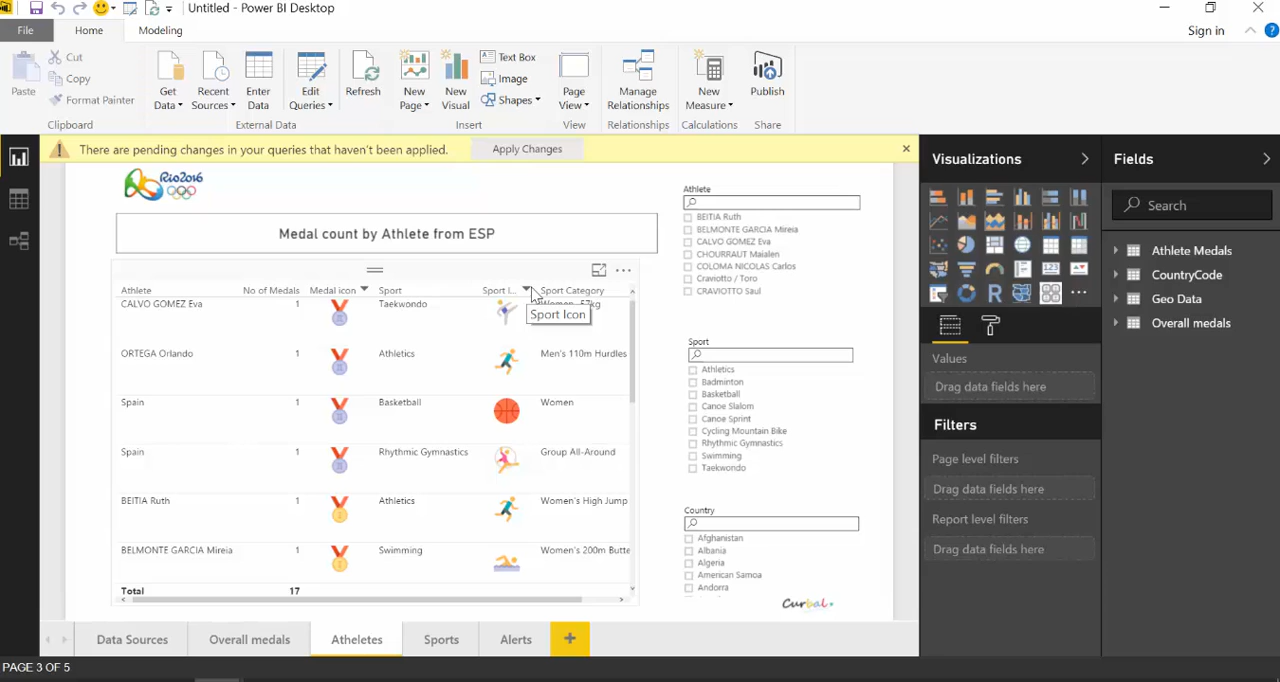 Untitled - Power BI Desktop
File
Home
Modeling
Sign in
Paste
Cut
Copy
Format Painter
Clipboard
Get Data
Recent Sources
Enter Data
Edit Queries
External Data
Refresh
New Page
New Visual
Text Box
Image
Shapes
Insert
Page View
View
Manage Relationships
Relationships
New Measure
Calculations
Publish
Share
There are pending changes in your queries that haven't been applied.
Apply Changes
Rio2016
Medal count by Athlete from ESP
Athlete No of Medals Medal icon Sport Sport I... Sport Category
CALVO GOMEZ Eva 1 Taekwondo Women -57kg
Sport Icon
ORTEGA Orlando 1 Athletics Men's 110m Hurdles
Spain 1 Basketball Women
Spain 1 Rhythmic Gymnastics Group All-Around
BEITIA Ruth 1 Athletics Women's High Jump
BELMONTE GARCIA Mireia 1 Swimming Women's 200m Butte
Total 17
Athlete
BEITIA Ruth
BELMONTE GARCIA Mireia
CALVO GOMEZ Eva
CHOURRAUT Maialen
COLOMA NICOLAS Carlos
Craviotto / Toro
CRAVIOTTO Saul
Sport
Athletics
Badminton
Basketball
Canoe Slalom
Canoe Sprint
Cycling Mountain Bike
Rhythmic Gymnastics
Swimming
Taekwondo
Country
Afghanistan
Albania
Algeria
American Samoa
Andorra
Curbal
Visualizations
Values
Drag data fields here
Filters
Page level filters
Drag data fields here
Report level filters
Drag data fields here
Fields
Search
Athlete Medals
CountryCode
Geo Data
Overall medals
Data Sources
Overall medals
Atheletes
Sports
Alerts
PAGE 3 OF 5